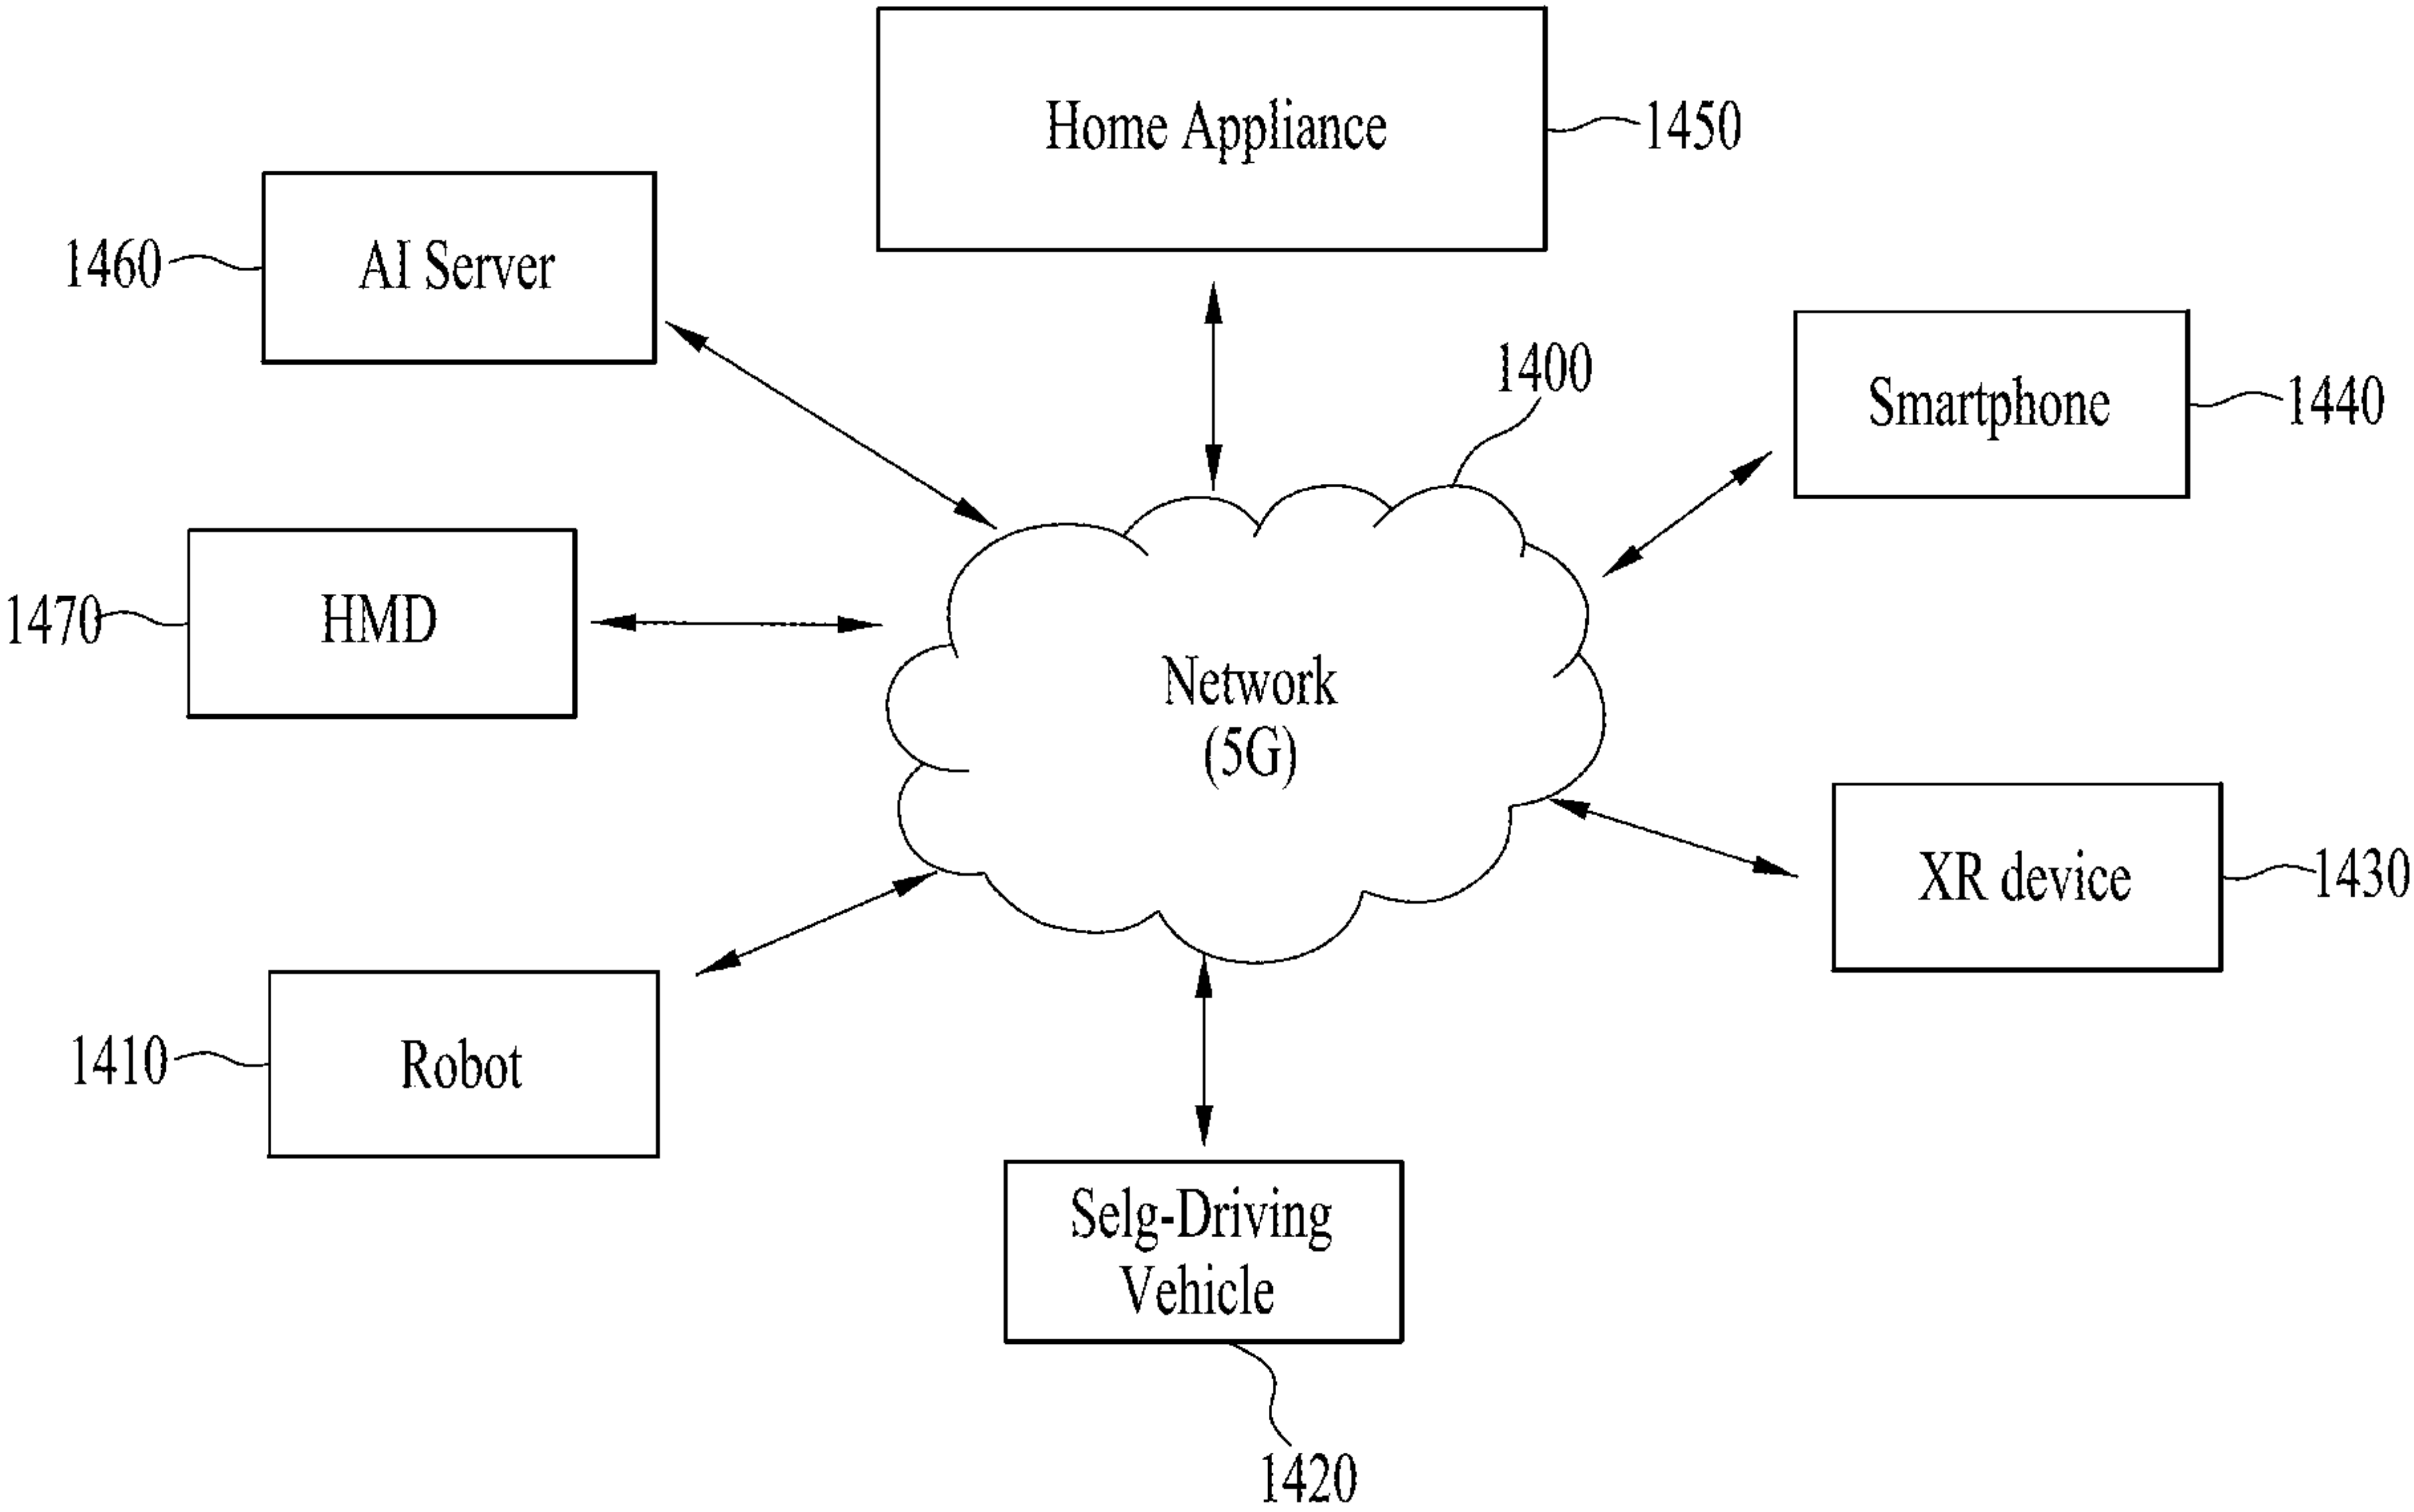 Home Appliance
1450
AI Server
1460
1400
Smartphone
1440
HMD
1470
Network
(5G)
XR device
1430
Robot
1410
Selg-Driving
Vehicle
1420